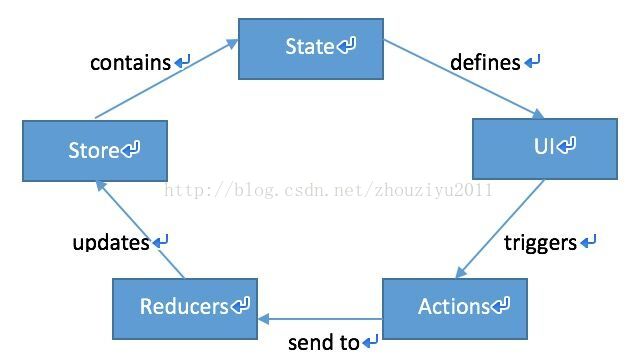 State
contains
defines
Store
UI
http://blog.csdn.net/zhouziyu2011
updates
triggers
Reducers
Actions
send to